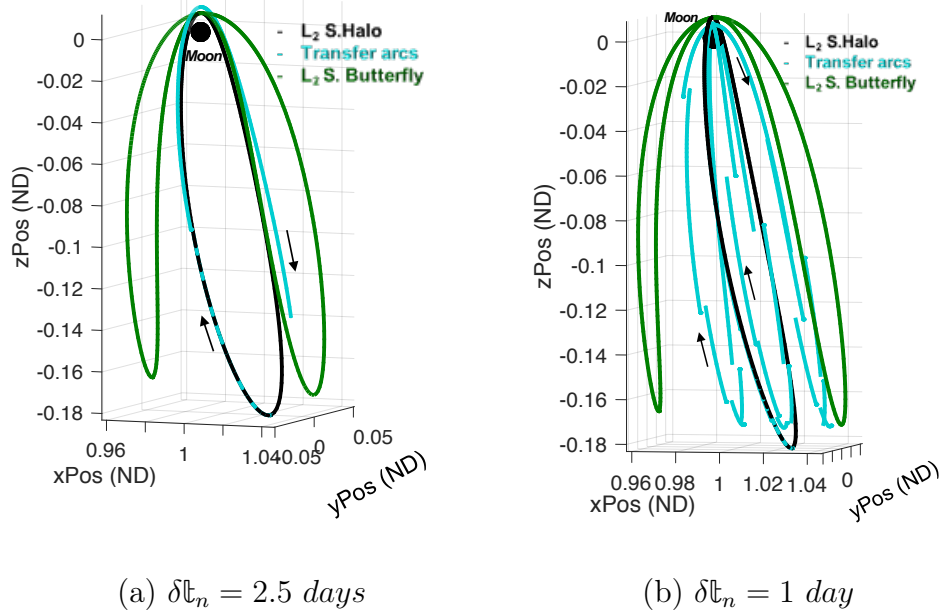 L₂ S.Halo
Transfer arcs
L₂ S. Butterfly
Moon
0
-0.02
-0.04
-0.06
-0.08
-0.1
-0.12
-0.14
-0.16
-0.18
zPos (ND)
0.96
1
1.040.05
0
0.05
xPos (ND)
yPos (ND)
(a) δ𝕥ₙ = 2.5 days
Moon
L₂ S.Halo
Transfer arcs
L₂ S. Butterfly
0
-0.02
-0.04
-0.06
-0.08
-0.1
-0.12
-0.14
-0.16
-0.18
zPos (ND)
0.96 0.98 1 1.02 1.04 0
xPos (ND)
yPos (ND)
(b) δ𝕥ₙ = 1 day